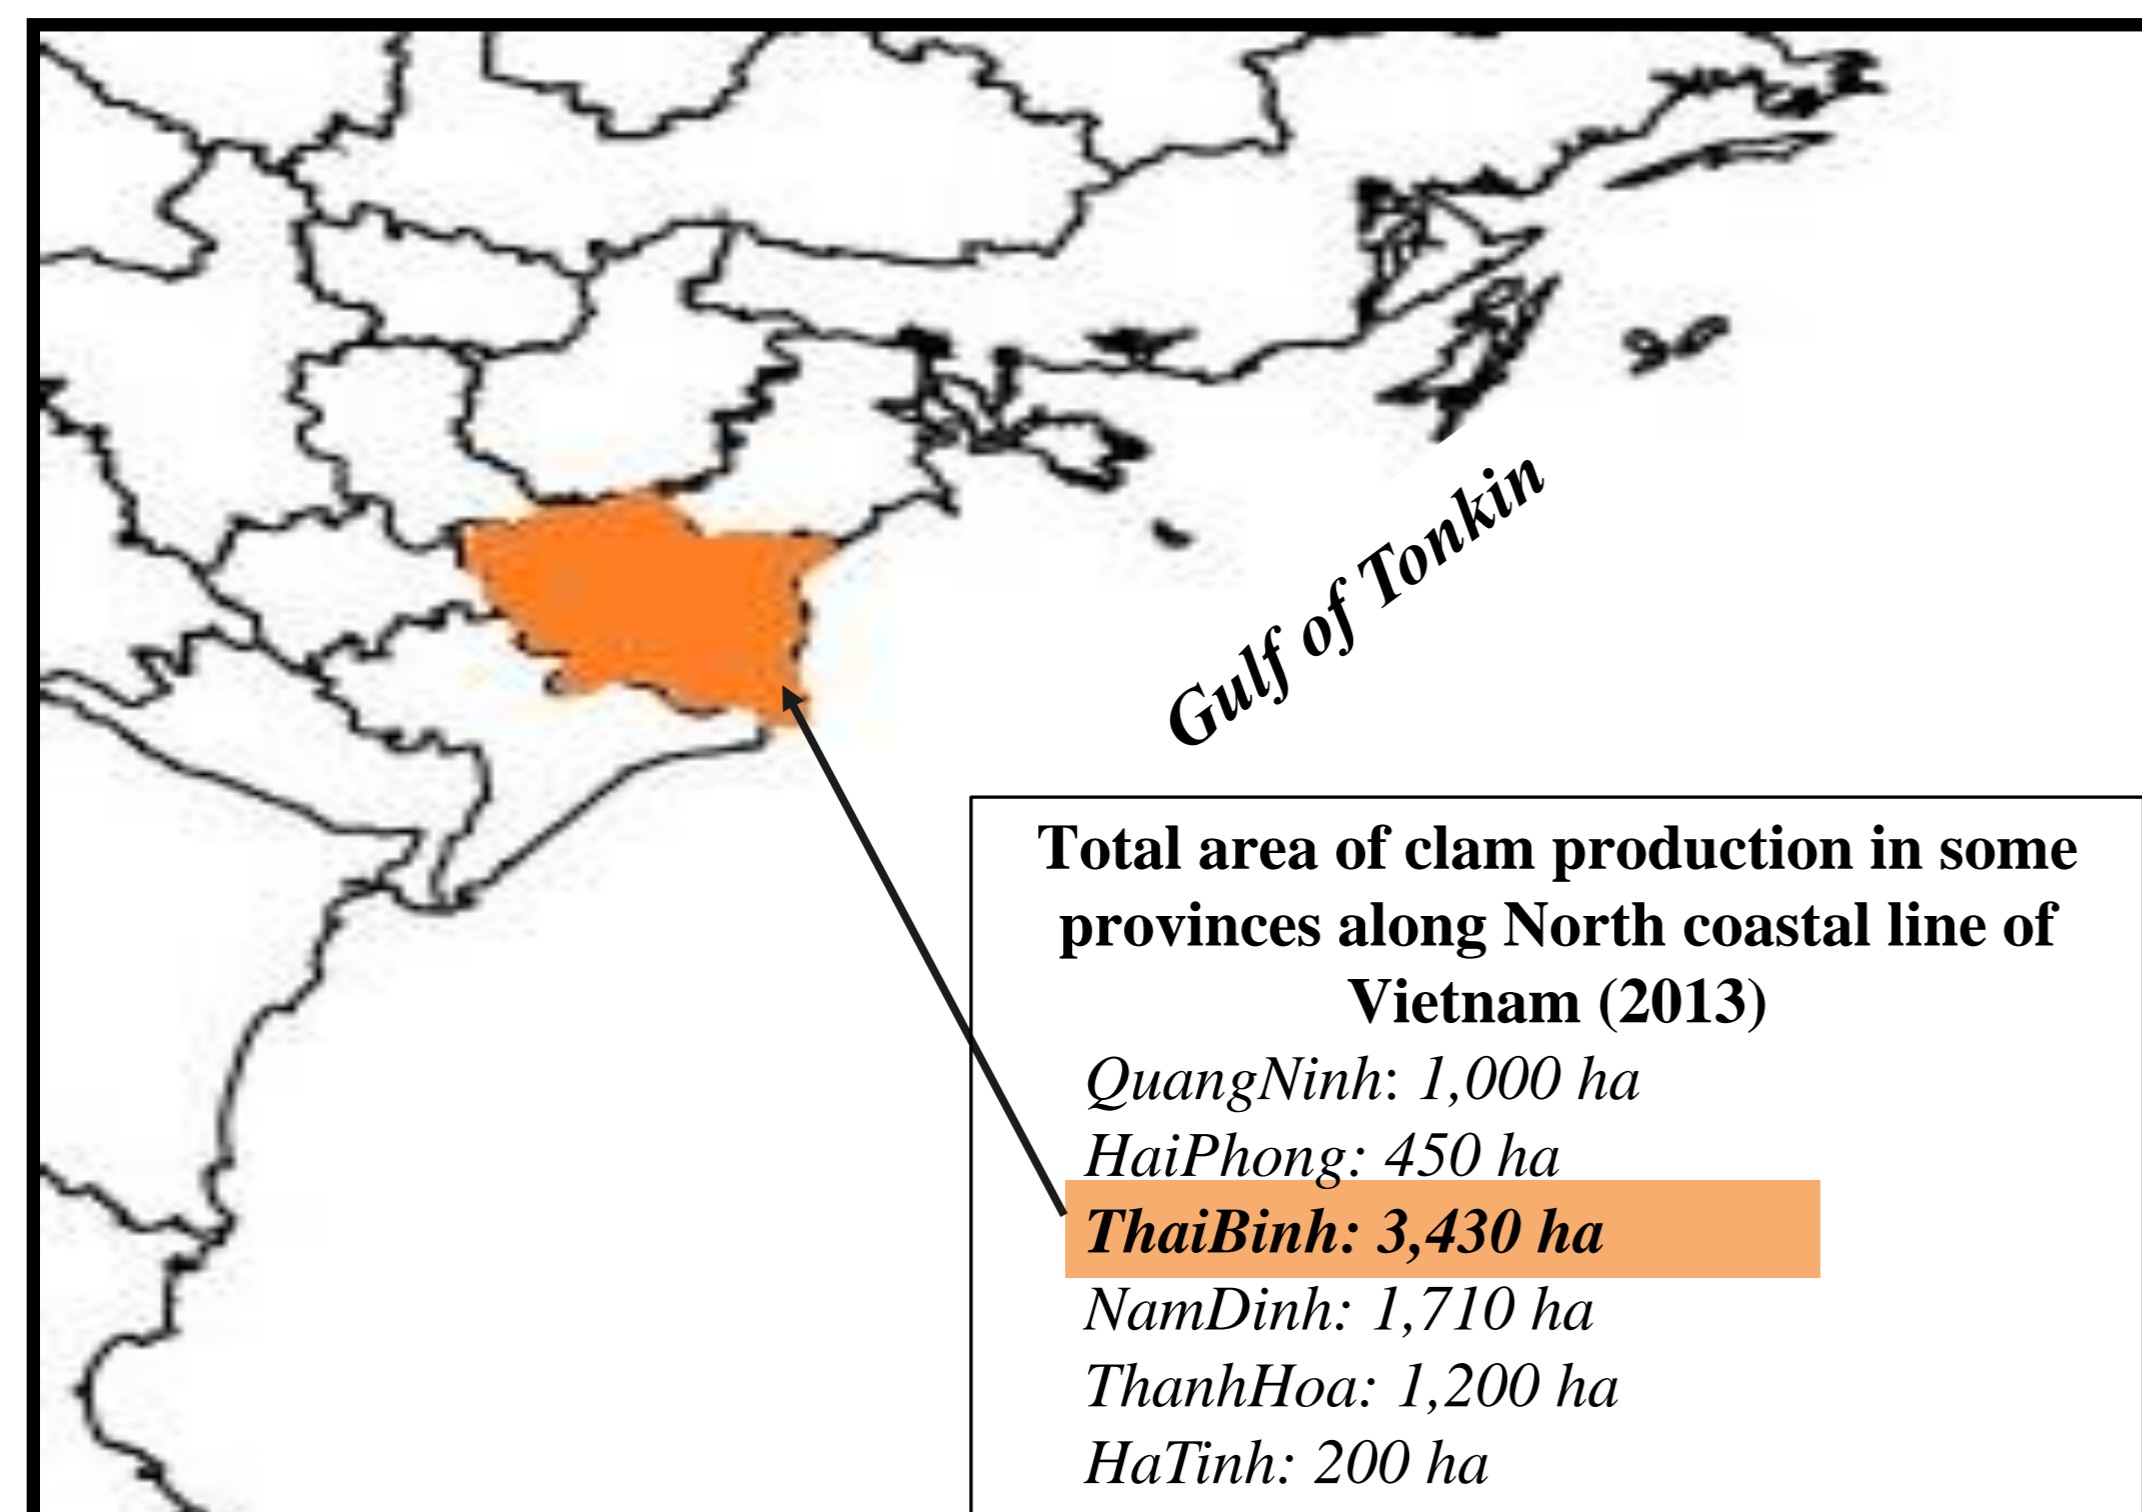 Gulf of Tonkin
Total area of clam production in some
provinces along North coastal line of
Vietnam (2013)
QuangNinh: 1,000 ha
HaiPhong: 450 ha
ThaiBinh: 3,430 ha
NamDinh: 1,710 ha
ThanhHoa: 1,200 ha
HaTinh: 200 ha